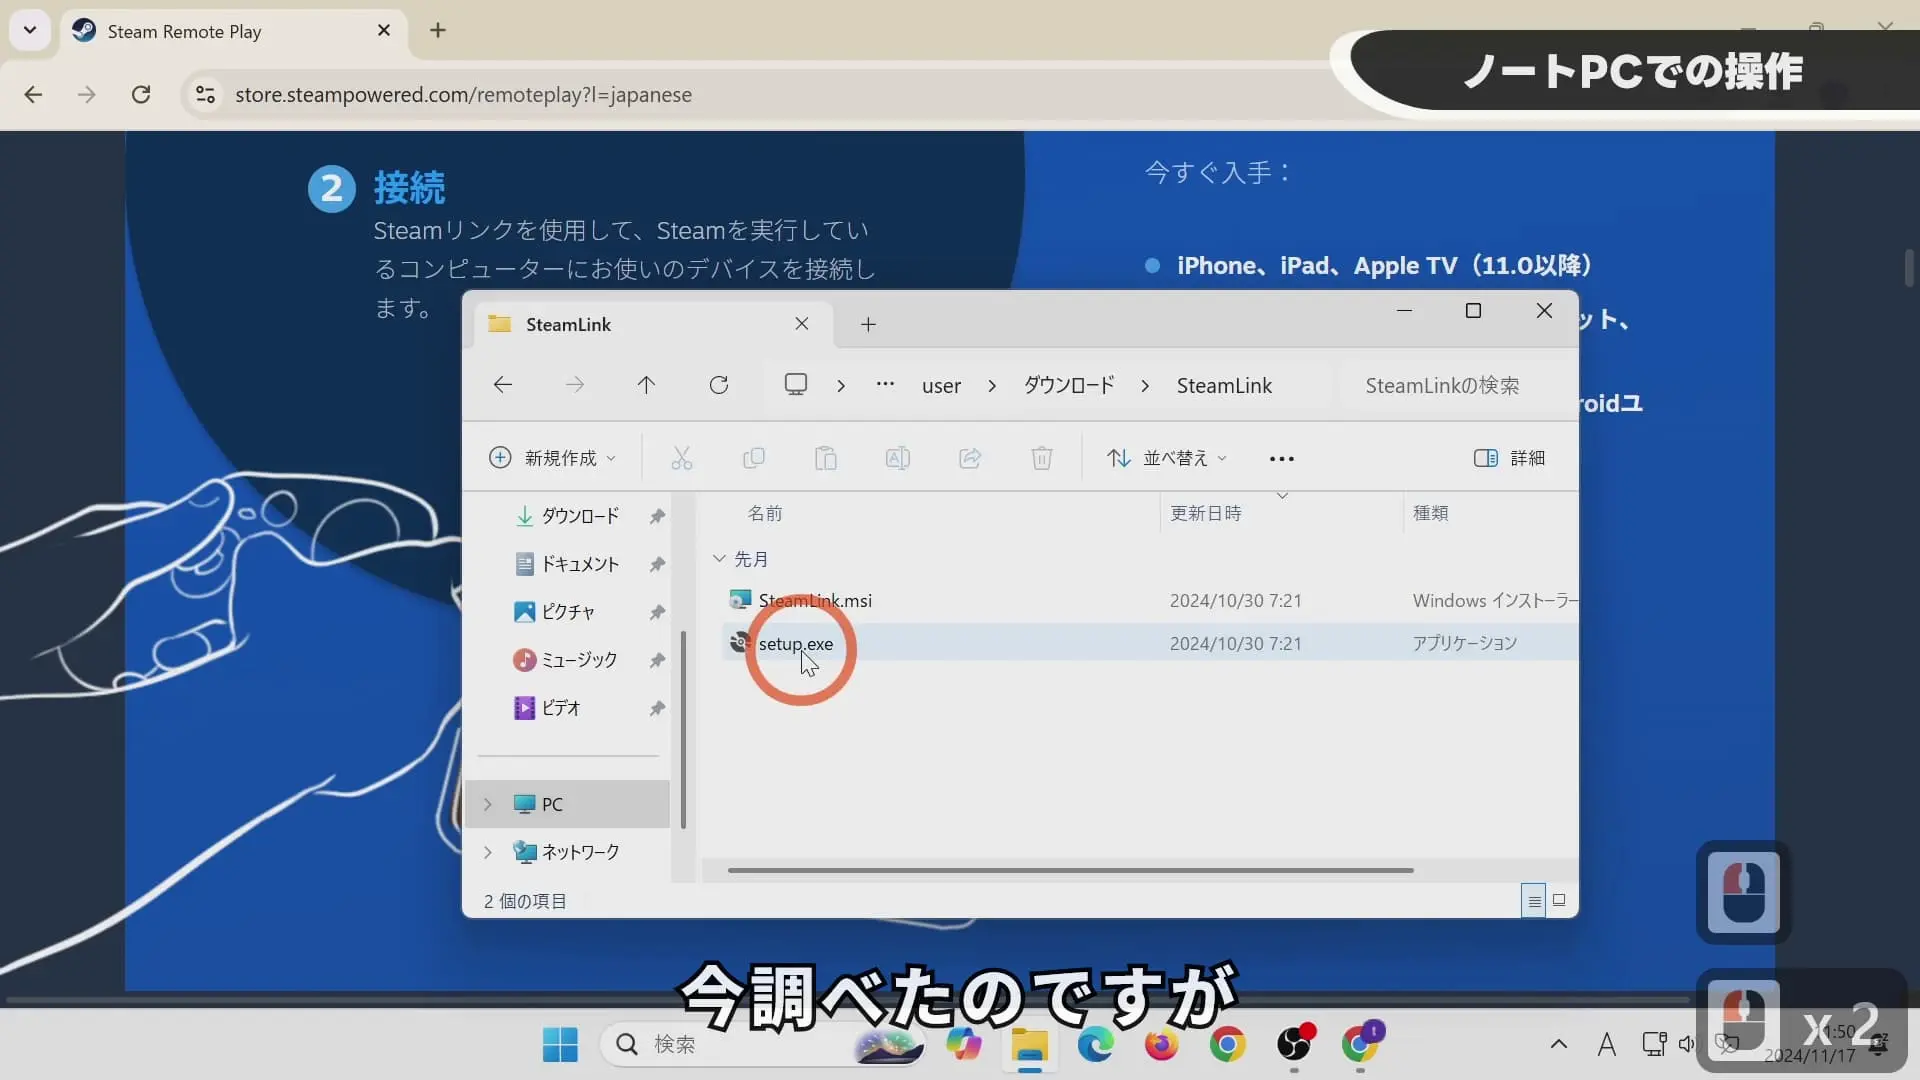 Steam Remote Play
ノートPCでの操作
store.steampowered.com/remoteplay?l=japanese
2 接続
Steamリンクを使用して、Steamを実行してい
るコンピューターにお使いのデバイスを接続し
ます。
今すぐ入手：
iPhone、iPad、Apple TV（11.0以降）
ット、
roidユ
SteamLink
user
ダウンロード
SteamLink
SteamLinkの検索
新規作成
並べ替え
詳細
ダウンロード
ドキュメント
ピクチャ
ミュージック
ビデオ
PC
ネットワーク
名前 更新日時 種類
先月
SteamLink.msi 2024/10/30 7:21 Windows インストーラー
setup.exe 2024/10/30 7:21 アプリケーション
2 個の項目
今調べたのですが
検索
A
x 2
2024/11/17